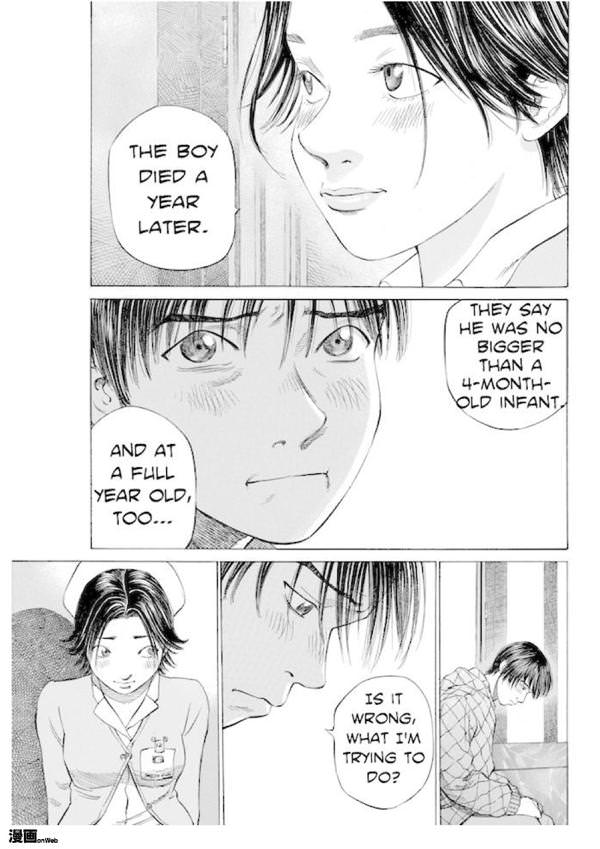 THE BOY
DIED A
YEAR
LATER.
THEY SAY
HE WAS NO
BIGGER
THAN A
4-MONTH-
OLD INFANT.
AND AT
A FULL
YEAR OLD,
TOO...
IS IT
WRONG,
WHAT I'M
TRYING TO
DO?
漫画onWeb